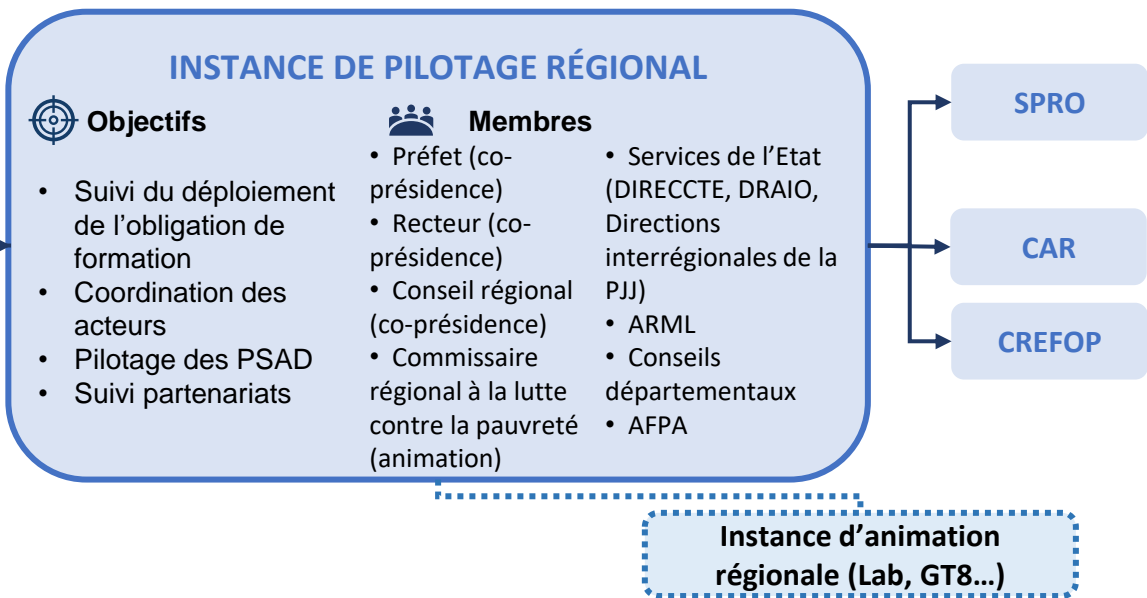 INSTANCE DE PILOTAGE RÉGIONAL
Objectifs
• Suivi du déploiement
de l’obligation de
formation
• Coordination des
acteurs
• Pilotage des PSAD
• Suivi partenariats
Membres
• Préfet (co-
présidence)
• Recteur (co-
présidence)
• Conseil régional
(co-présidence)
• Commissaire
régional à la lutte
contre la pauvreté
(animation)
• Services de l’Etat
(DIRECCTE, DRAIO,
Directions
interrégionales de la
PJJ)
• ARML
• Conseils
départementaux
• AFPA
SPRO
CAR
CREFOP
Instance d’animation
régionale (Lab, GT8…)